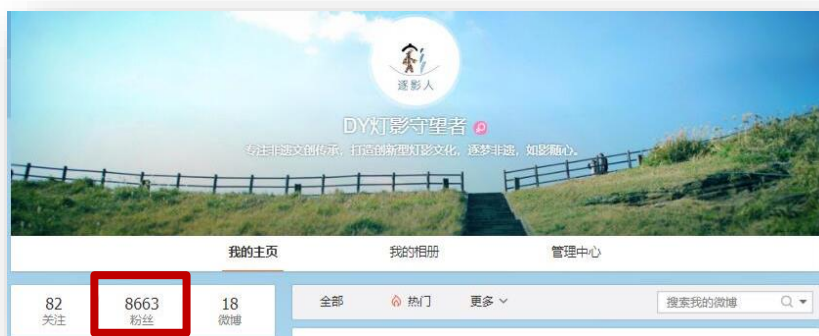 逐影人
DY灯影守望者
专注非遗文创传承,打造创新型灯影文化,逐梦非遗,如影随心。
我的主页 我的相册 管理中心
82 8663 18
关注 粉丝 微博
全部 热门 更多 搜索我的微博